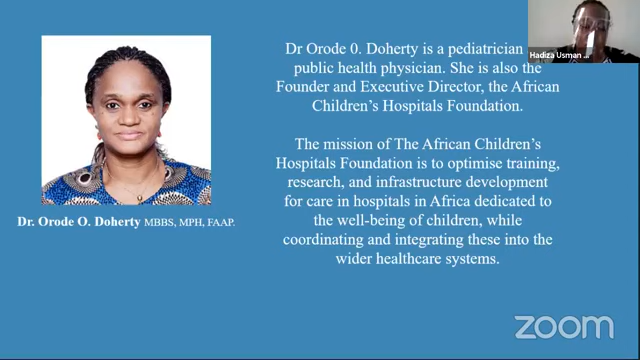 Dr Orode 0. Doherty is a pediatrician
public health physician. She is also the
Founder and Executive Director, the African
Children's Hospitals Foundation.
The mission of The African Children's
Hospitals Foundation is to optimise training,
research, and infrastructure development
for care in hospitals in Africa dedicated to
the well-being of children, while
coordinating and integrating these into the
wider healthcare systems.
Dr. Orode O. Doherty MBBS, MPH, FAAP.
Hadiza Usman ...
zoom